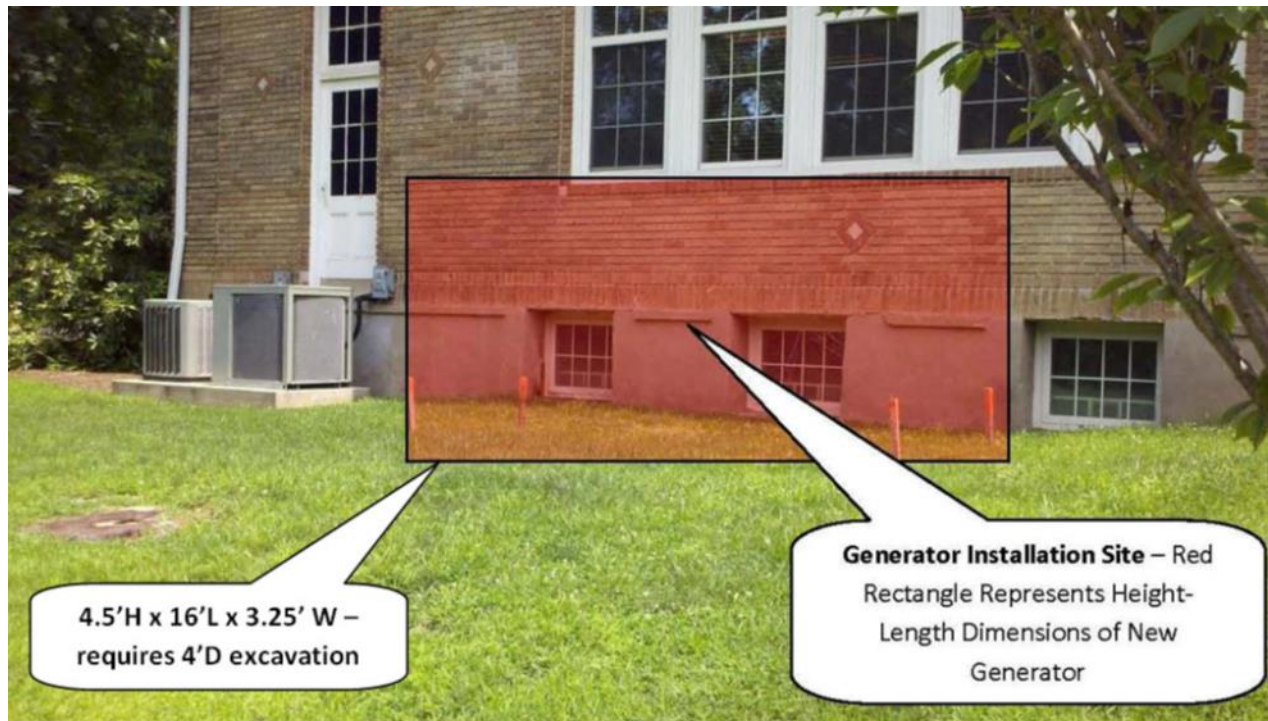 4.5’H x 16’L x 3.25’ W –
requires 4’D excavation
Generator Installation Site – Red
Rectangle Represents Height-
Length Dimensions of New
Generator